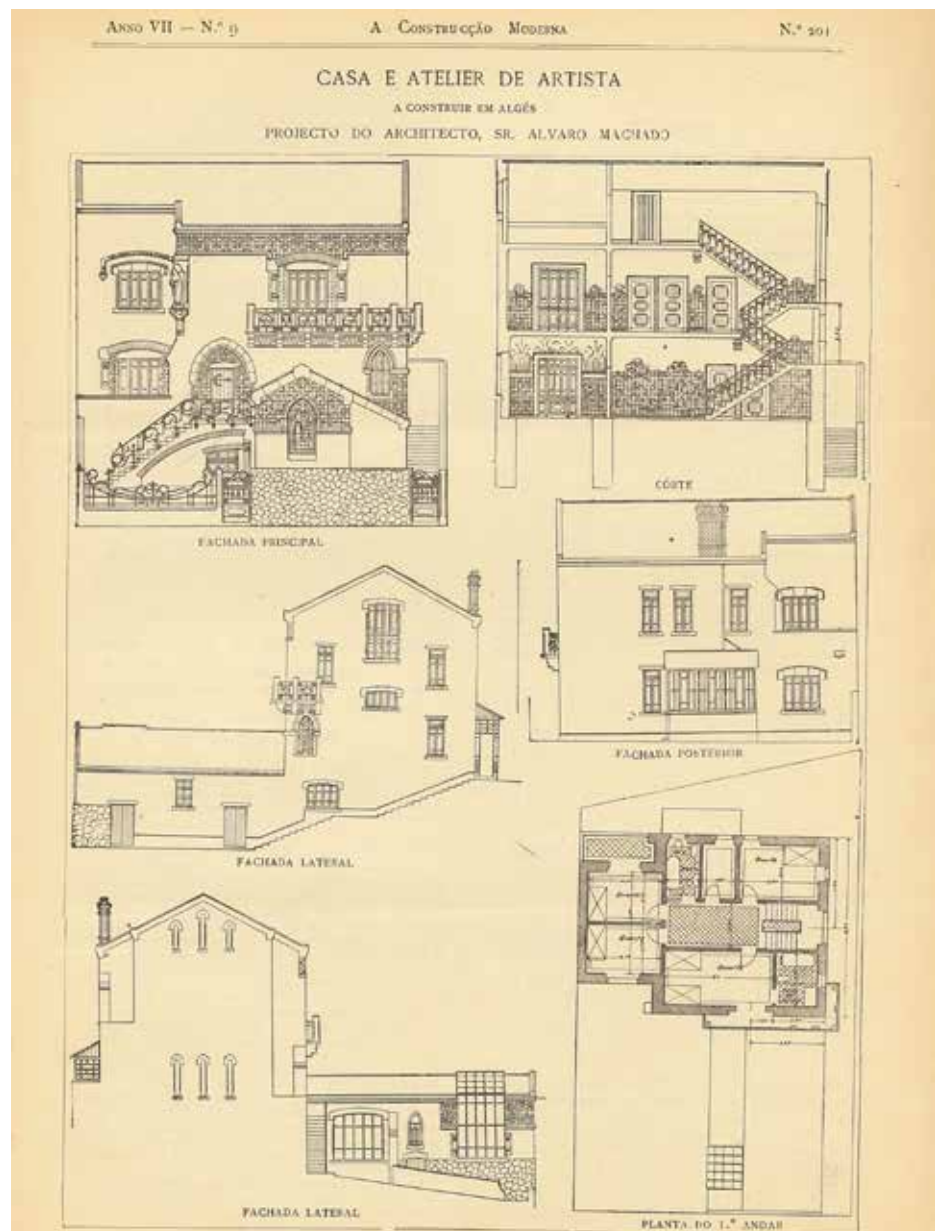 ANNO VII — N.º 9 A CONSTRUCÇÃO MODERNA N.º 201
CASA E ATELIER DE ARTISTA
A CONSTRUIR EM ALGÉS
PROJECTO DO ARCHITECTO, SR. ALVARO MACHADO
FACHADA PRINCIPAL
CÓRTE
FACHADA POSTERIOR
FACHADA LATERAL
FACHADA LATERAL
PLANTA DO 1.º ANDAR